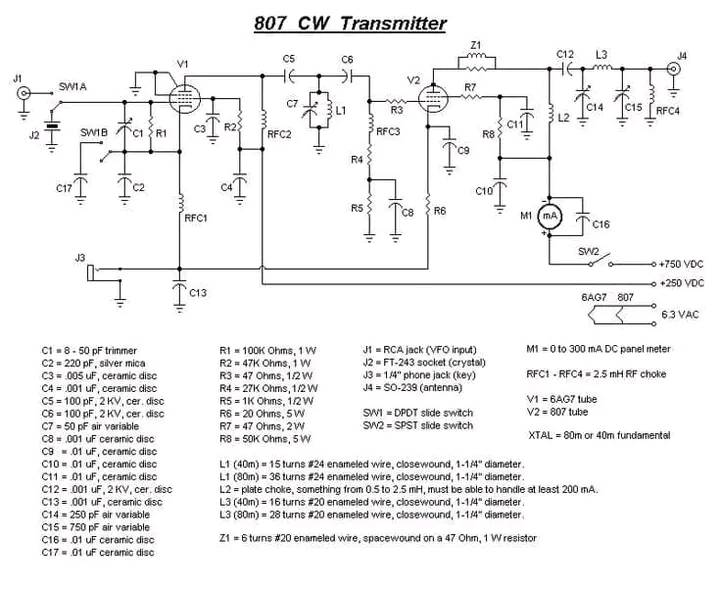 807 CW Transmitter
Z1
C5
C6
C12
L3
J4
V1
J1
SW1A
V2
R7
C7
L1
C14
C15
RFC4
J2
SW1B
C1
R1
C3
R2
RFC2
RFC3
R3
R8
C11
L2
C9
R4
C17
C2
C4
C10
R5
C8
R6
RFC1
M1
mA
-
+
C16
SW2
J3
+750 VDC
+250 VDC
C13
6AG7 807
6.3 VAC
C1 = 8 - 50 pF trimmer
C2 = 220 pF, silver mica
C3 = .005 uF, ceramic disc
C4 = .001 uF, ceramic disc
C5 = 100 pF, 2 KV, cer. disc
C6 = 100 pF, 2 KV, cer. disc
C7 = 50 pF air variable
C8 = .001 uF ceramic disc
C9 = .01 uF ceramic disc
C10 = .01 uF ceramic disc
C11 = .01 uF ceramic disc
C12 = .001 uF, 2 KV, cer. disc
C13 = .001 uF, ceramic disc
C14 = 250 pF air variable
C15 = 750 pF air variable
C16 = .01 uF ceramic disc
C17 = .01 uF ceramic disc
R1 = 100K Ohms, 1 W
R2 = 47K Ohms, 1 W
R3 = 47 Ohms, 1/2 W
R4 = 27K Ohms, 1/2 W
R5 = 1K Ohms, 1/2 W
R6 = 20 Ohms, 5 W
R7 = 47 Ohms, 2 W
R8 = 50K Ohms, 5 W
J1 = RCA jack (VFO input)
J2 = FT-243 socket (crystal)
J3 = 1/4" phone jack (key)
J4 = SO-239 (antenna)
SW1 = DPDT slide switch
SW2 = SPST slide switch
M1 = 0 to 300 mA DC panel meter
RFC1 - RFC4 = 2.5 mH RF choke
V1 = 6AG7 tube
V2 = 807 tube
XTAL = 80m or 40m fundamental
L1 (40m) = 15 turns #24 enameled wire, closewound, 1-1/4" diameter.
L1 (80m) = 36 turns #24 enameled wire, closewound, 1-1/4" diameter.
L2 = plate choke, something from 0.5 to 2.5 mH, must be able to handle at least 200 mA.
L3 (40m) = 16 turns #20 enameled wire, closewound, 1-1/4" diameter.
L3 (80m) = 28 turns #20 enameled wire, closewound, 1-1/4" diameter.
Z1 = 6 turns #20 enameled wire, spacewound on a 47 Ohm, 1 W resistor